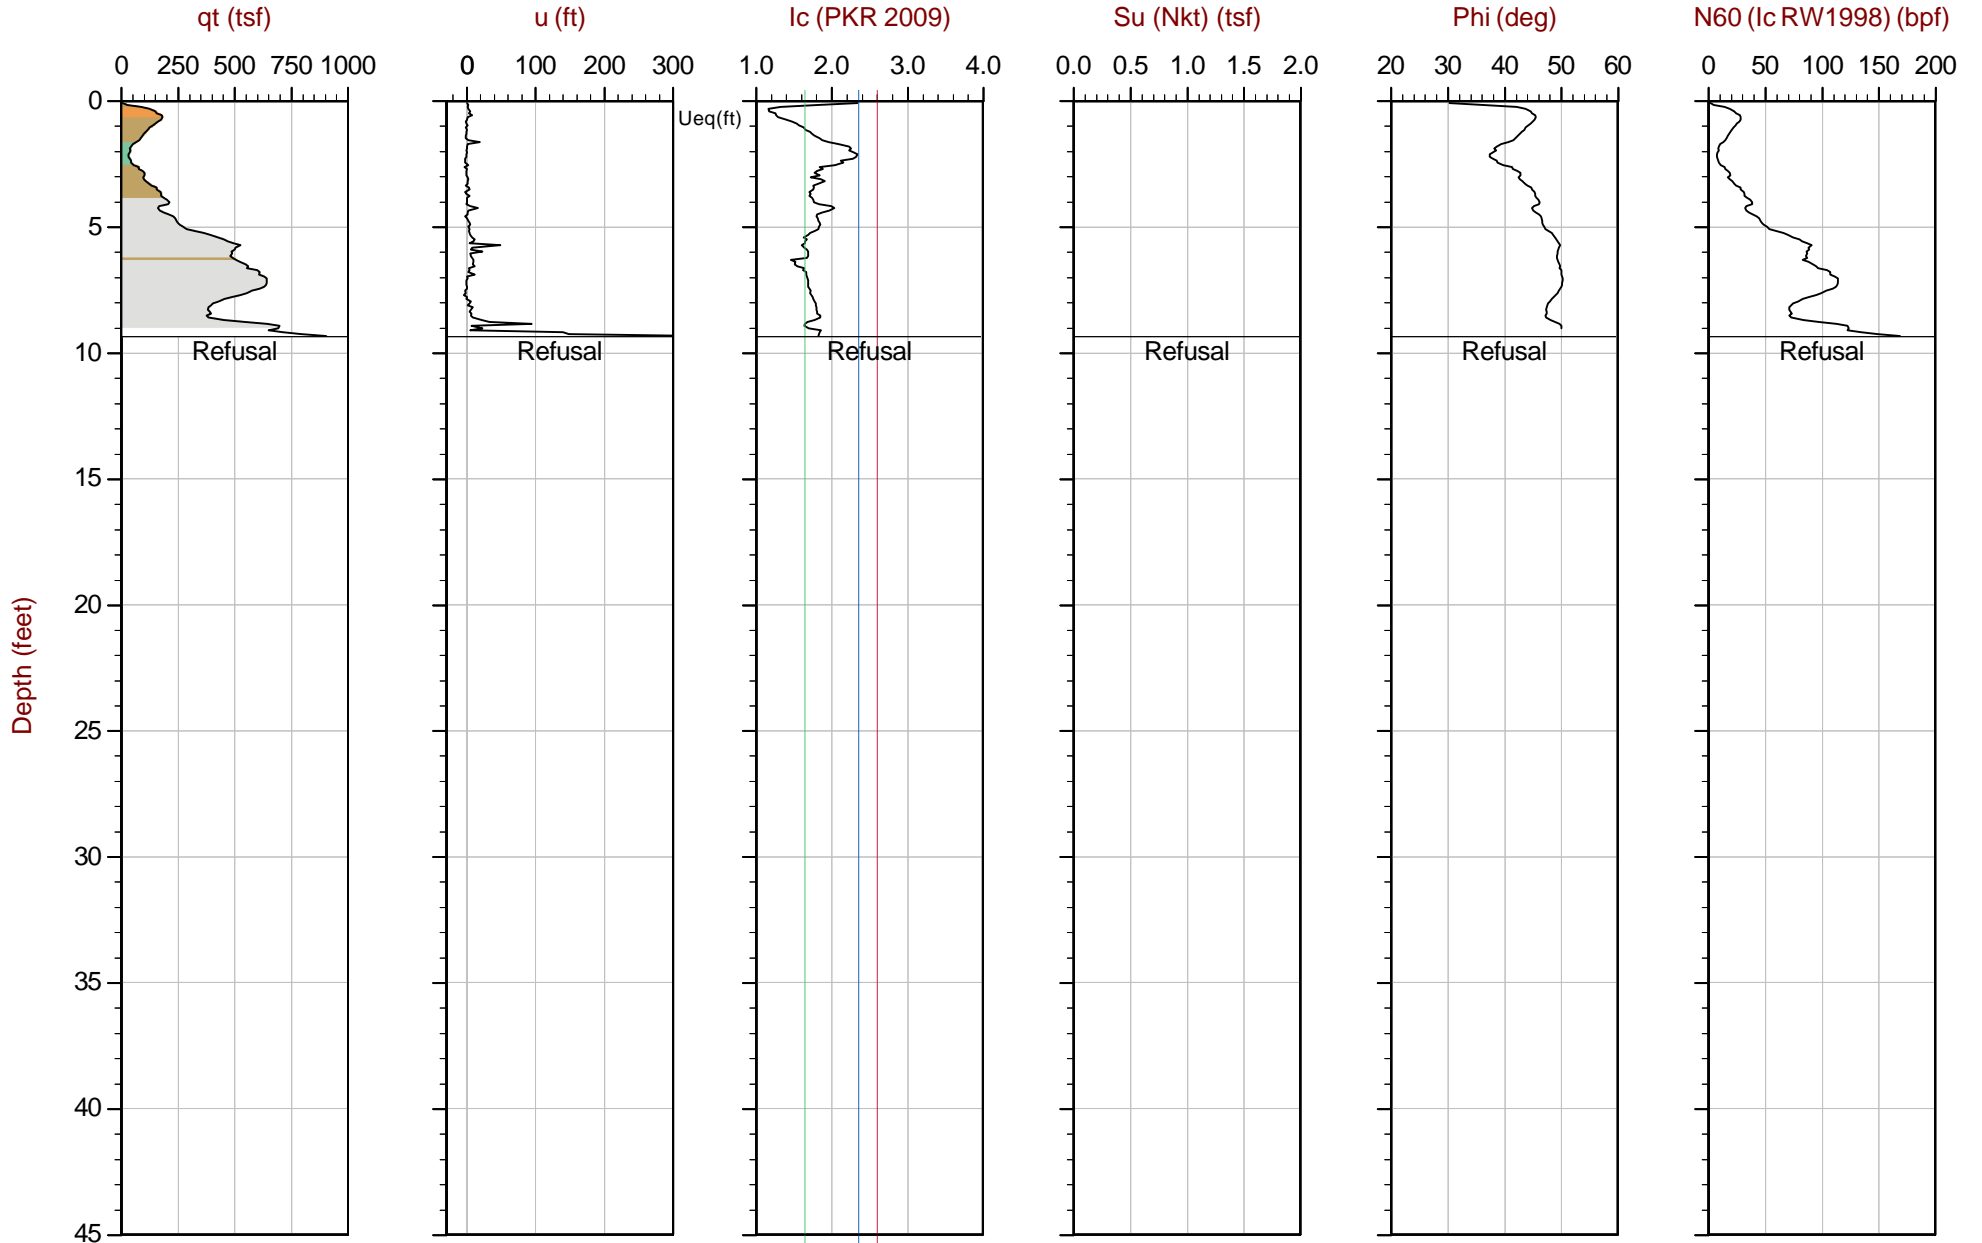 qt (tsf) u (ft) Ic (PKR 2009) Su (Nkt) (tsf) Phi (deg) N60 (Ic RW1998) (bpf)
0 250 500 750 1000 0 100 200 300 1.0 2.0 3.0 4.0 0.0 0.5 1.0 1.5 2.0 20 30 40 50 60 0 50 100 150 200
0
Ueq(ft)
5
Refusal Refusal Refusal Refusal Refusal Refusal
10
15
20
Depth (feet)
25
30
35
40
45